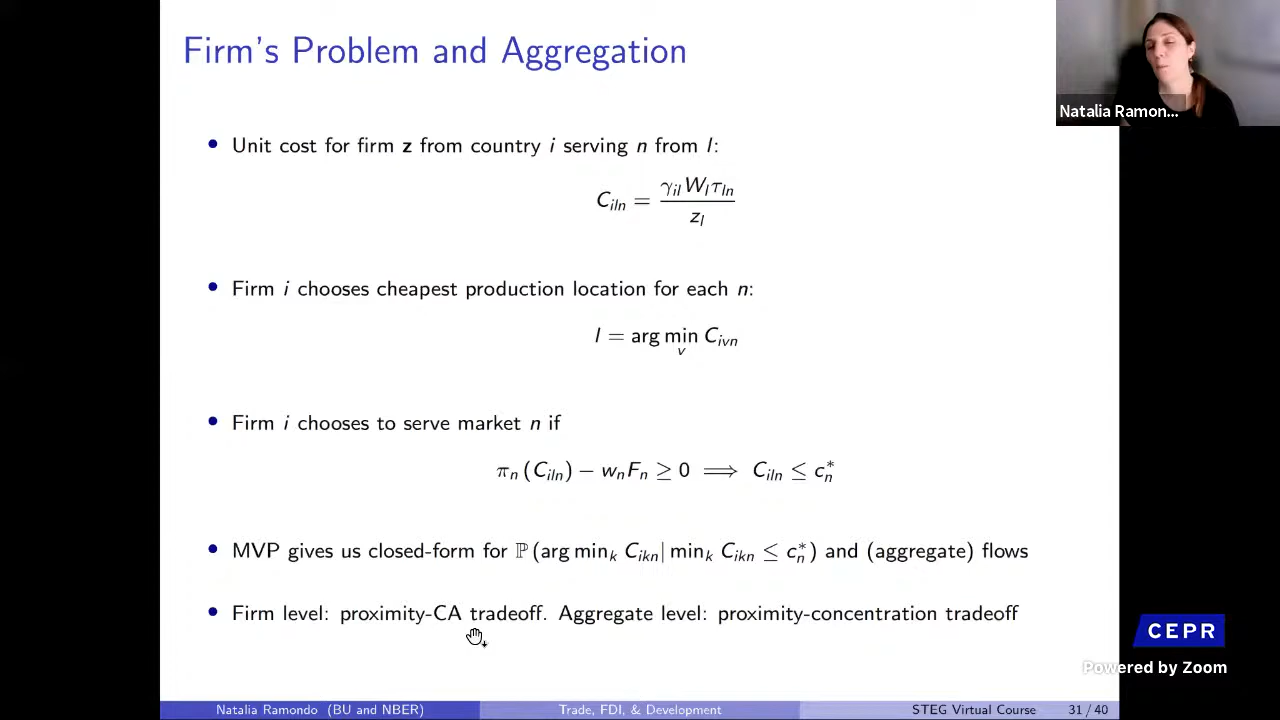 Firm's Problem and Aggregation
Natalia Ramon...
• Unit cost for firm z from country i serving n from l:
C_{iln} = \frac{γ_{il} W_l τ_{ln}}{z_l}
• Firm i chooses cheapest production location for each n:
l = arg min_v C_{ivn}
• Firm i chooses to serve market n if
π_n (C_{iln}) − w_n F_n ≥ 0 ⟹ C_{iln} ≤ c_n^*
• MVP gives us closed-form for ℙ (arg min_k C_{ikn} | min_k C_{ikn} ≤ c_n^*) and (aggregate) flows
• Firm level: proximity-CA tradeoff. Aggregate level: proximity-concentration tradeoff
CEPR
Powered by Zoom
Natalia Ramondo (BU and NBER) Trade, FDI, & Development STEG Virtual Course 31 / 40